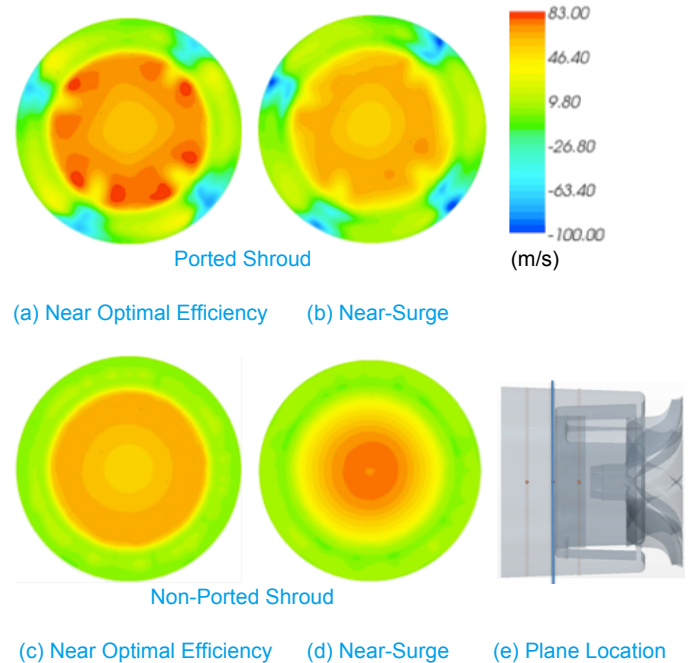 83.00
46.40
9.80
-26.80
-63.40
-100.00
(m/s)
Ported Shroud
(a) Near Optimal Efficiency (b) Near-Surge
Non-Ported Shroud
(c) Near Optimal Efficiency (d) Near-Surge (e) Plane Location